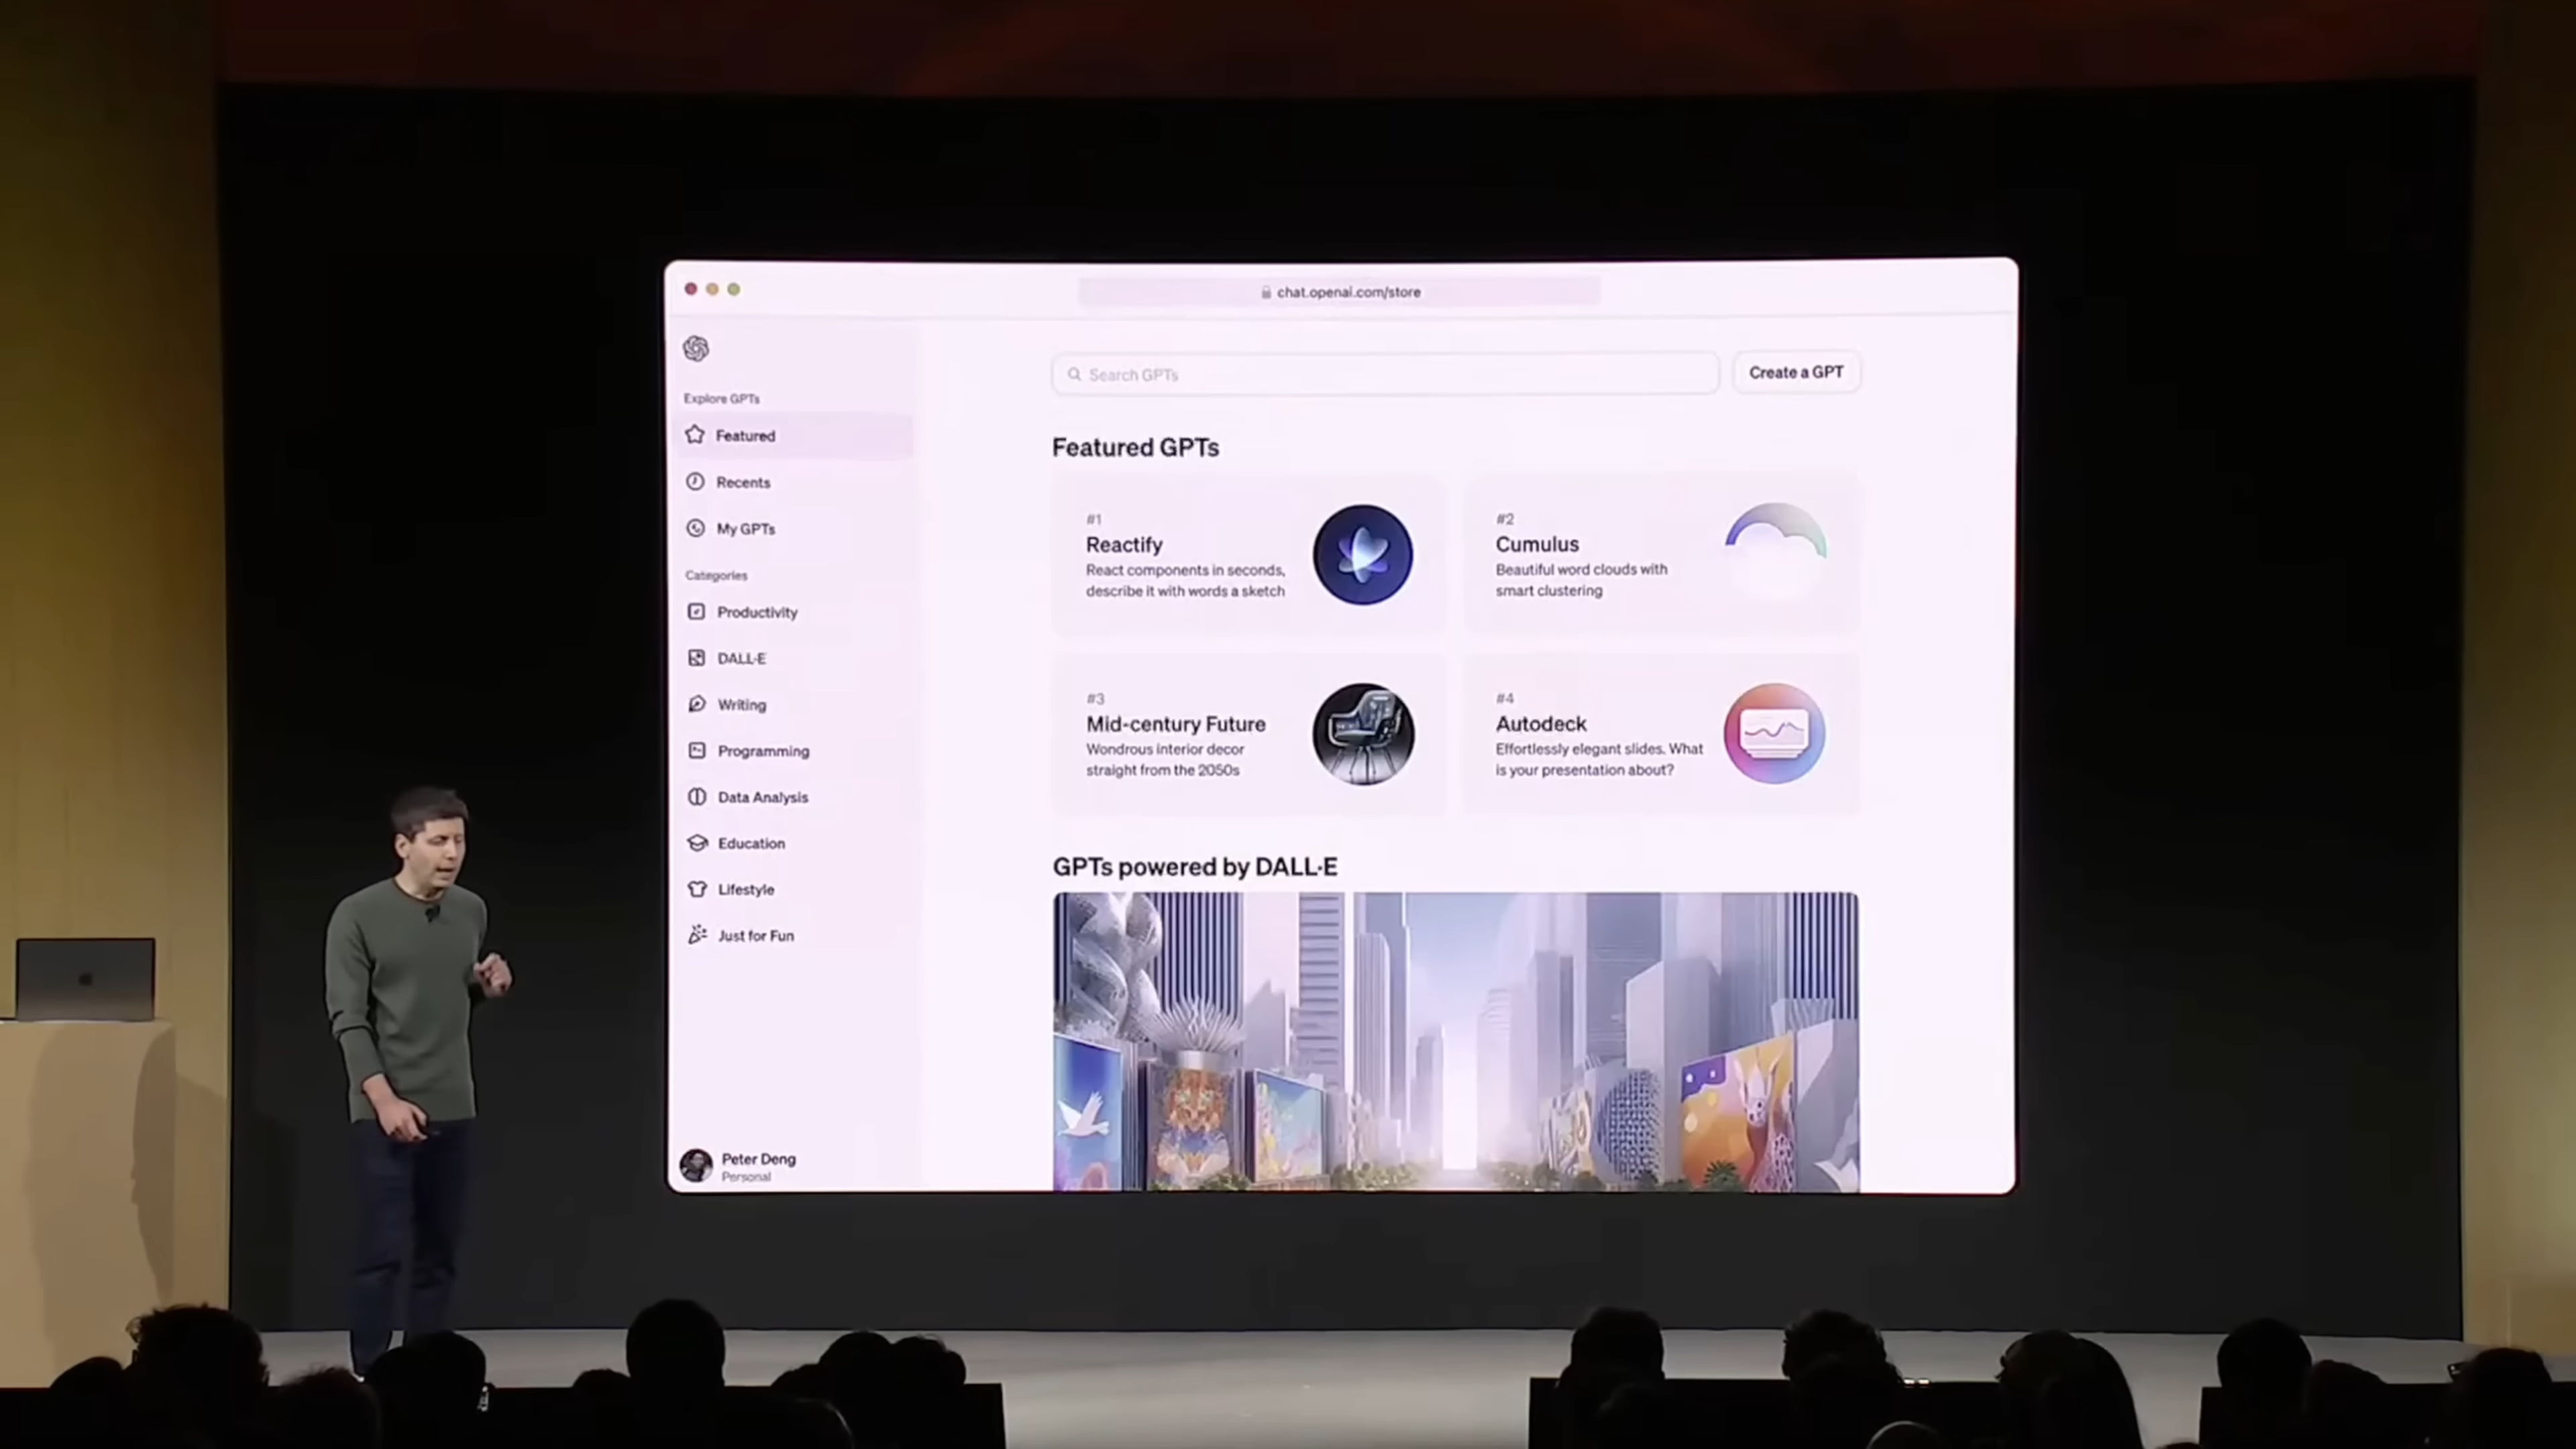 chat.openai.com/store
Search GPTs
Create a GPT
Explore GPTs
Featured
Recents
My GPTs
Categories
Productivity
DALL·E
Writing
Programming
Data Analysis
Education
Lifestyle
Just for Fun
Peter Deng
Personal
Featured GPTs
#1
Reactify
React components in seconds,
describe it with words a sketch
#2
Cumulus
Beautiful word clouds with
smart clustering
#3
Mid-century Future
Wondrous interior decor
straight from the 2050s
#4
Autodeck
Effortlessly elegant slides. What
is your presentation about?
GPTs powered by DALL·E